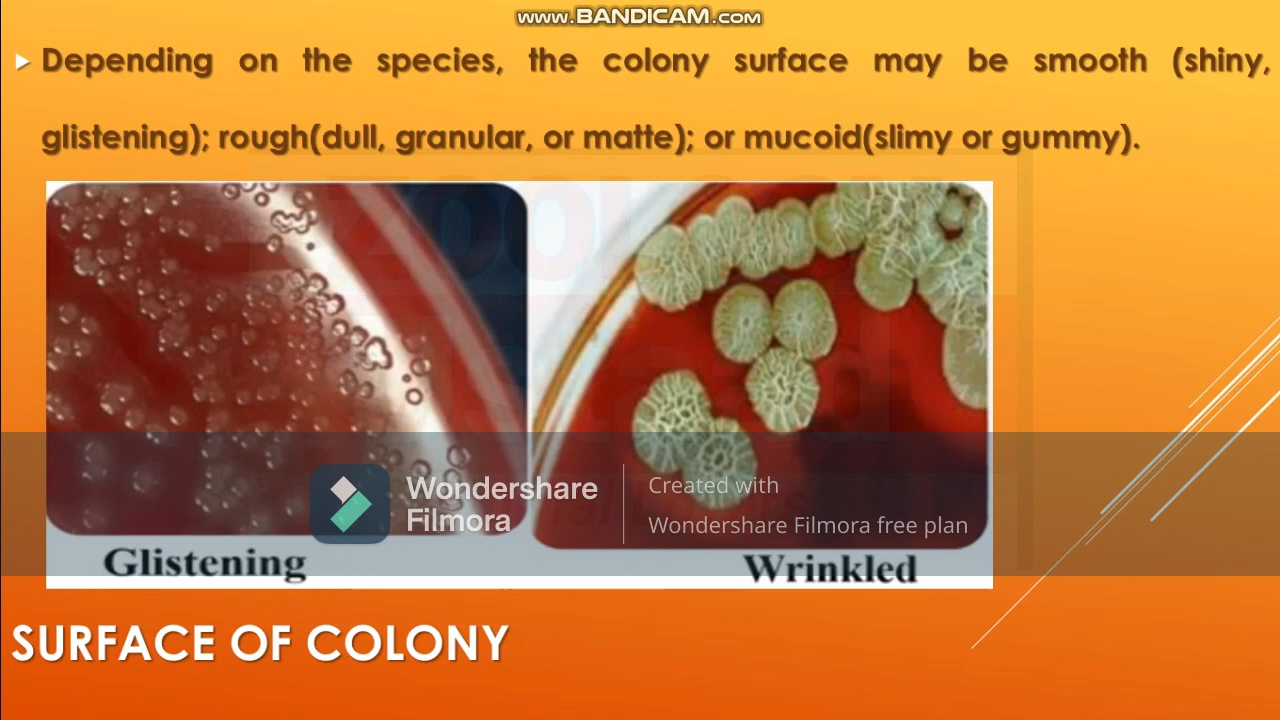 www.BANDICAM.com
Depending on the species, the colony surface may be smooth (shiny,
glistening); rough(dull, granular, or matte); or mucoid(slimy or gummy).
Wondershare
Filmora
Created with
Wondershare Filmora free plan
Glistening
Wrinkled
SURFACE OF COLONY